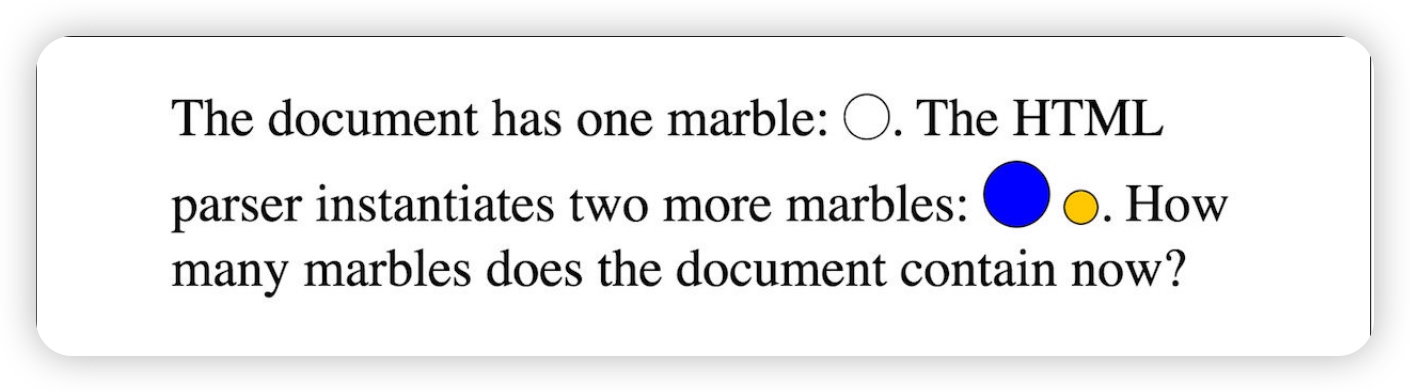 The document has one marble: . The HTML
parser instantiates two more marbles: . How
many marbles does the document contain now?